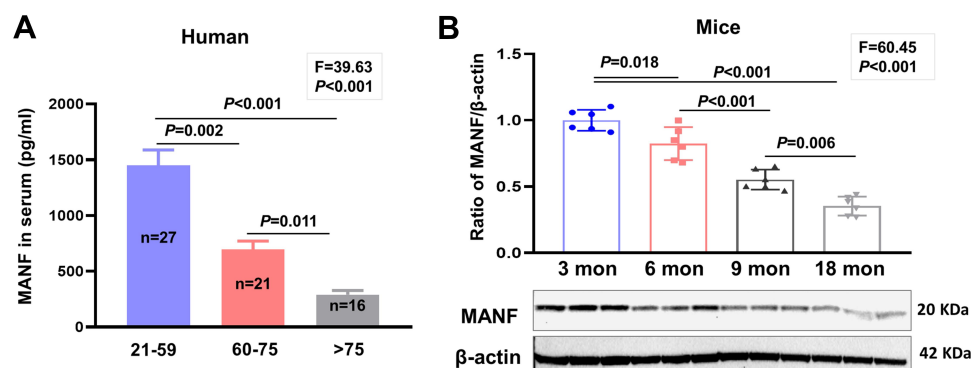 A
Human
F=39.63
P<0.001
MANF in serum (pg/ml)
2000
1500
1000
500
0
P<0.001
P=0.002
P=0.011
n=27
n=21
n=16
21-59
60-75
>75
B
Mice
F=60.45
P<0.001
Ratio of MANF/β-actin
1.5
1.0
0.5
0.0
P=0.018
P<0.001
P<0.001
P=0.006
3 mon
6 mon
9 mon
18 mon
MANF
20 KDa
β-actin
42 KDa